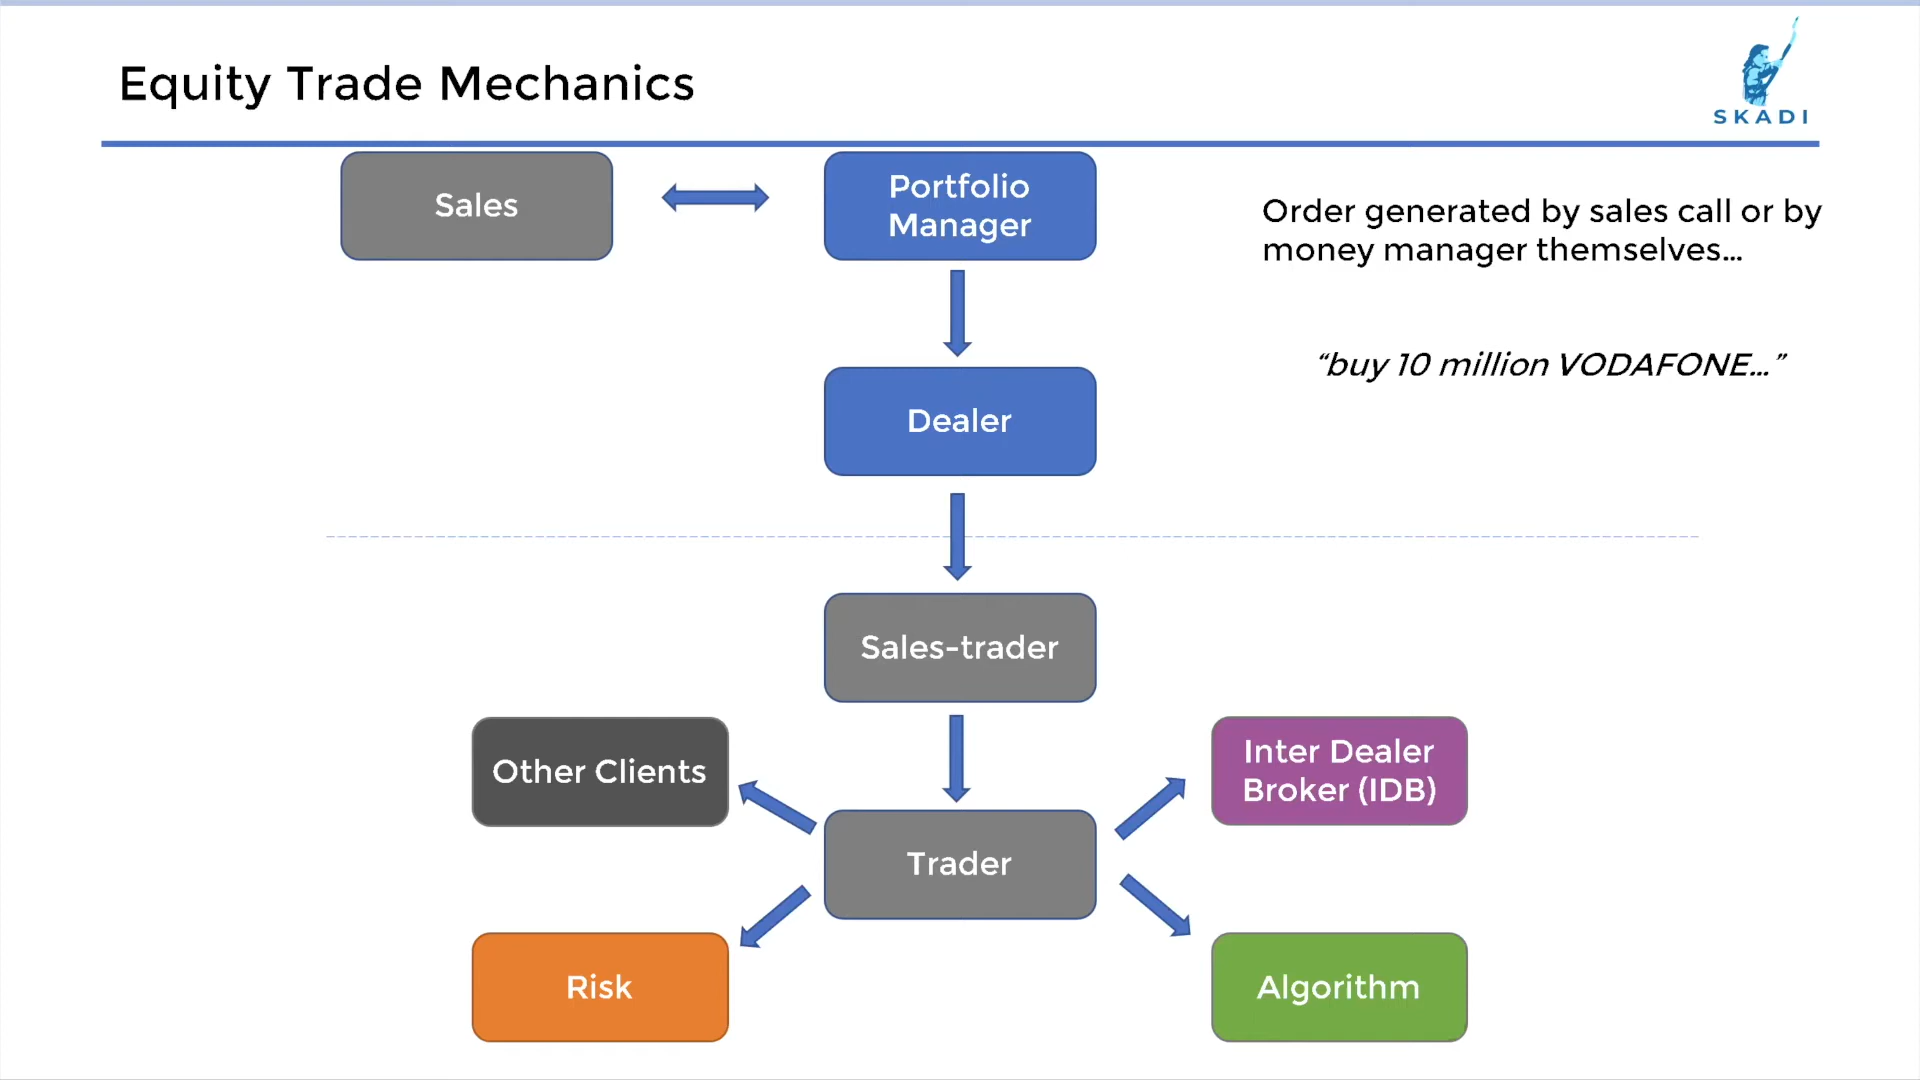 Equity Trade Mechanics
SKADI
Sales
Portfolio
Manager
Order generated by sales call or by
money manager themselves...
“buy 10 million VODAFONE...”
Dealer
Sales-trader
Other Clients
Inter Dealer
Broker (IDB)
Trader
Risk
Algorithm